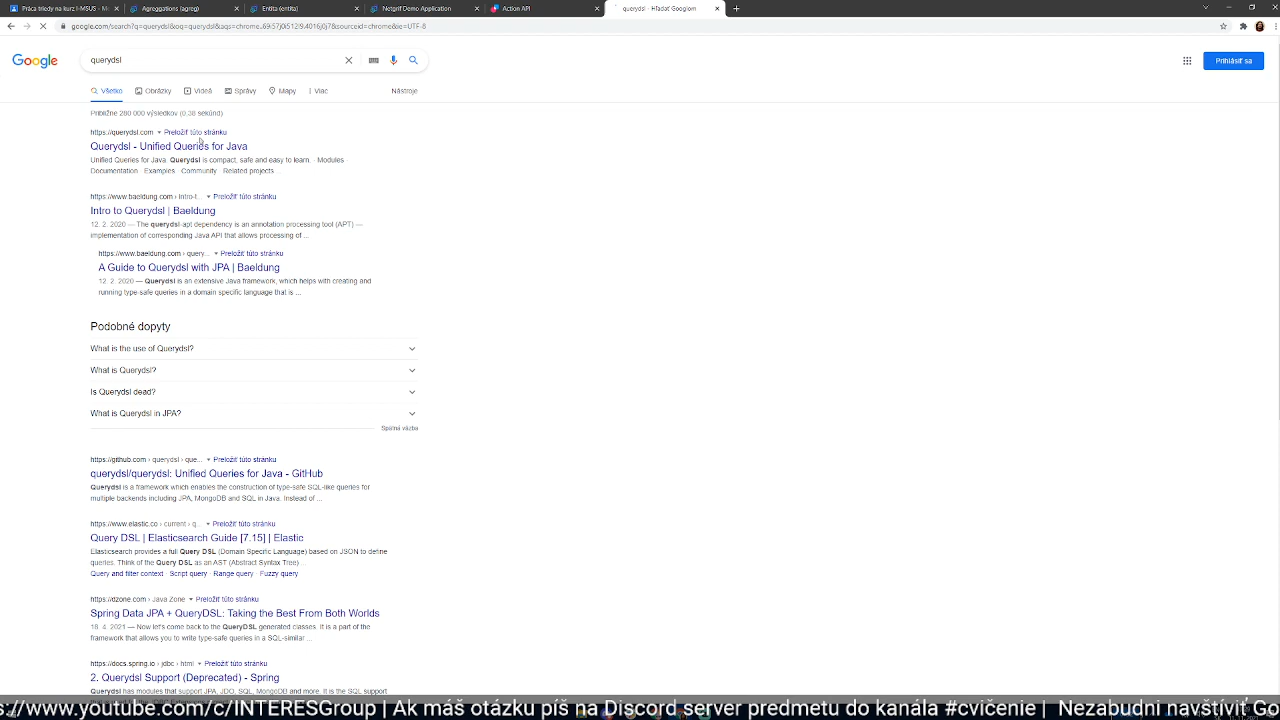 Práca triedy na kurz I-MSUS - M
Agregations (agreg)
Entita (entita)
Netgrif Demo Application
Action API
querydsl - Hľadať Googlom
google.com/search?q=querydsl&oq=querydsl&aqs=chrome..69i57j0i512l9.4016j0j7&sourceid=chrome&ie=UTF-8
Google
querydsl
Prihlásiť sa
Všetko
Obrázky
Videá
Správy
Mapy
Viac
Nástroje
Približne 280 000 výsledkov (0,38 sekúnd)
https://querydsl.com Preložiť túto stránku
Querydsl - Unified Queries for Java
Unified Queries for Java. Querydsl is compact, safe and easy to learn. · Modules ·
Documentation · Examples · Community · Related projects ...
https://www.baeldung.com › intro-t... Preložiť túto stránku
Intro to Querydsl | Baeldung
12. 2. 2020 — The querydsl-apt dependency is an annotation processing tool (APT) —
implementation of corresponding Java API that allows processing of ...
https://www.baeldung.com › query... Preložiť túto stránku
A Guide to Querydsl with JPA | Baeldung
12. 2. 2020 — Querydsl is an extensive Java framework, which helps with creating and
running type-safe queries in a domain specific language that is ...
Podobné dopyty
What is the use of Querydsl?
What is Querydsl?
Is Querydsl dead?
What is Querydsl in JPA?
Spätná väzba
https://github.com › querydsl › que... Preložiť túto stránku
querydsl/querydsl: Unified Queries for Java - GitHub
Querydsl is a framework which enables the construction of type-safe SQL-like queries for
multiple backends including JPA, MongoDB and SQL in Java. Instead of ...
https://www.elastic.co › current › q... Preložiť túto stránku
Query DSL | Elasticsearch Guide [7.15] | Elastic
Elasticsearch provides a full Query DSL (Domain Specific Language) based on JSON to define
queries. Think of the Query DSL as an AST (Abstract Syntax Tree) ...
Query and filter context · Script query · Range query · Fuzzy query
https://dzone.com › Java Zone Preložiť túto stránku
Spring Data JPA + QueryDSL: Taking the Best From Both Worlds
16. 4. 2021 — Now let's come back to the QueryDSL generated classes. It is a part of the
framework that allows you to write type-safe queries in a SQL-similar ...
https://docs.spring.io › jdbc › html Preložiť túto stránku
2. Querydsl Support (Deprecated) - Spring
Querydsl has modules that support JPA, JDO, SQL, MongoDB and more. It is the SQL support
s://www.youtube.com/c/INTERESGroup | Ak máš otázku píš na Discord server predmetu do kanála #cvičenie | Nezabudni navštíviť Go